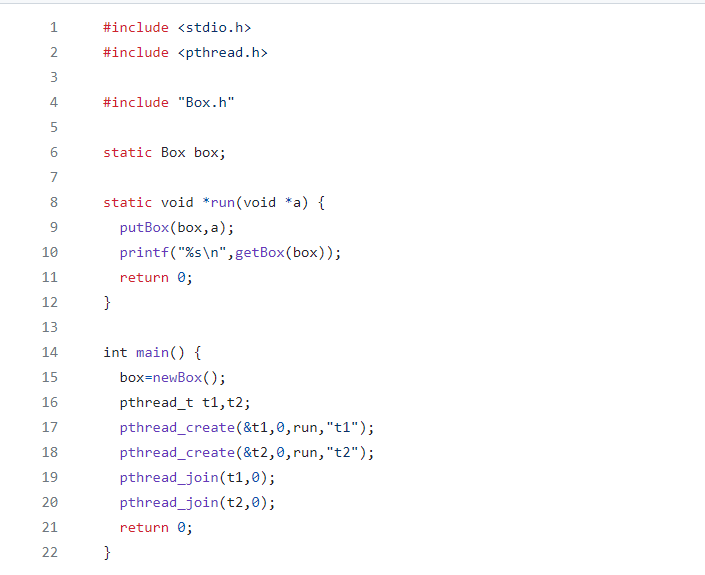 1 #include <stdio.h>
2 #include <pthread.h>
3
4 #include "Box.h"
5
6 static Box box;
7
8 static void *run(void *a) {
9   putBox(box,a);
10   printf("%s\n",getBox(box));
11   return 0;
12 }
13
14 int main() {
15   box=newBox();
16   pthread_t t1,t2;
17   pthread_create(&t1,0,run,"t1");
18   pthread_create(&t2,0,run,"t2");
19   pthread_join(t1,0);
20   pthread_join(t2,0);
21   return 0;
22 }